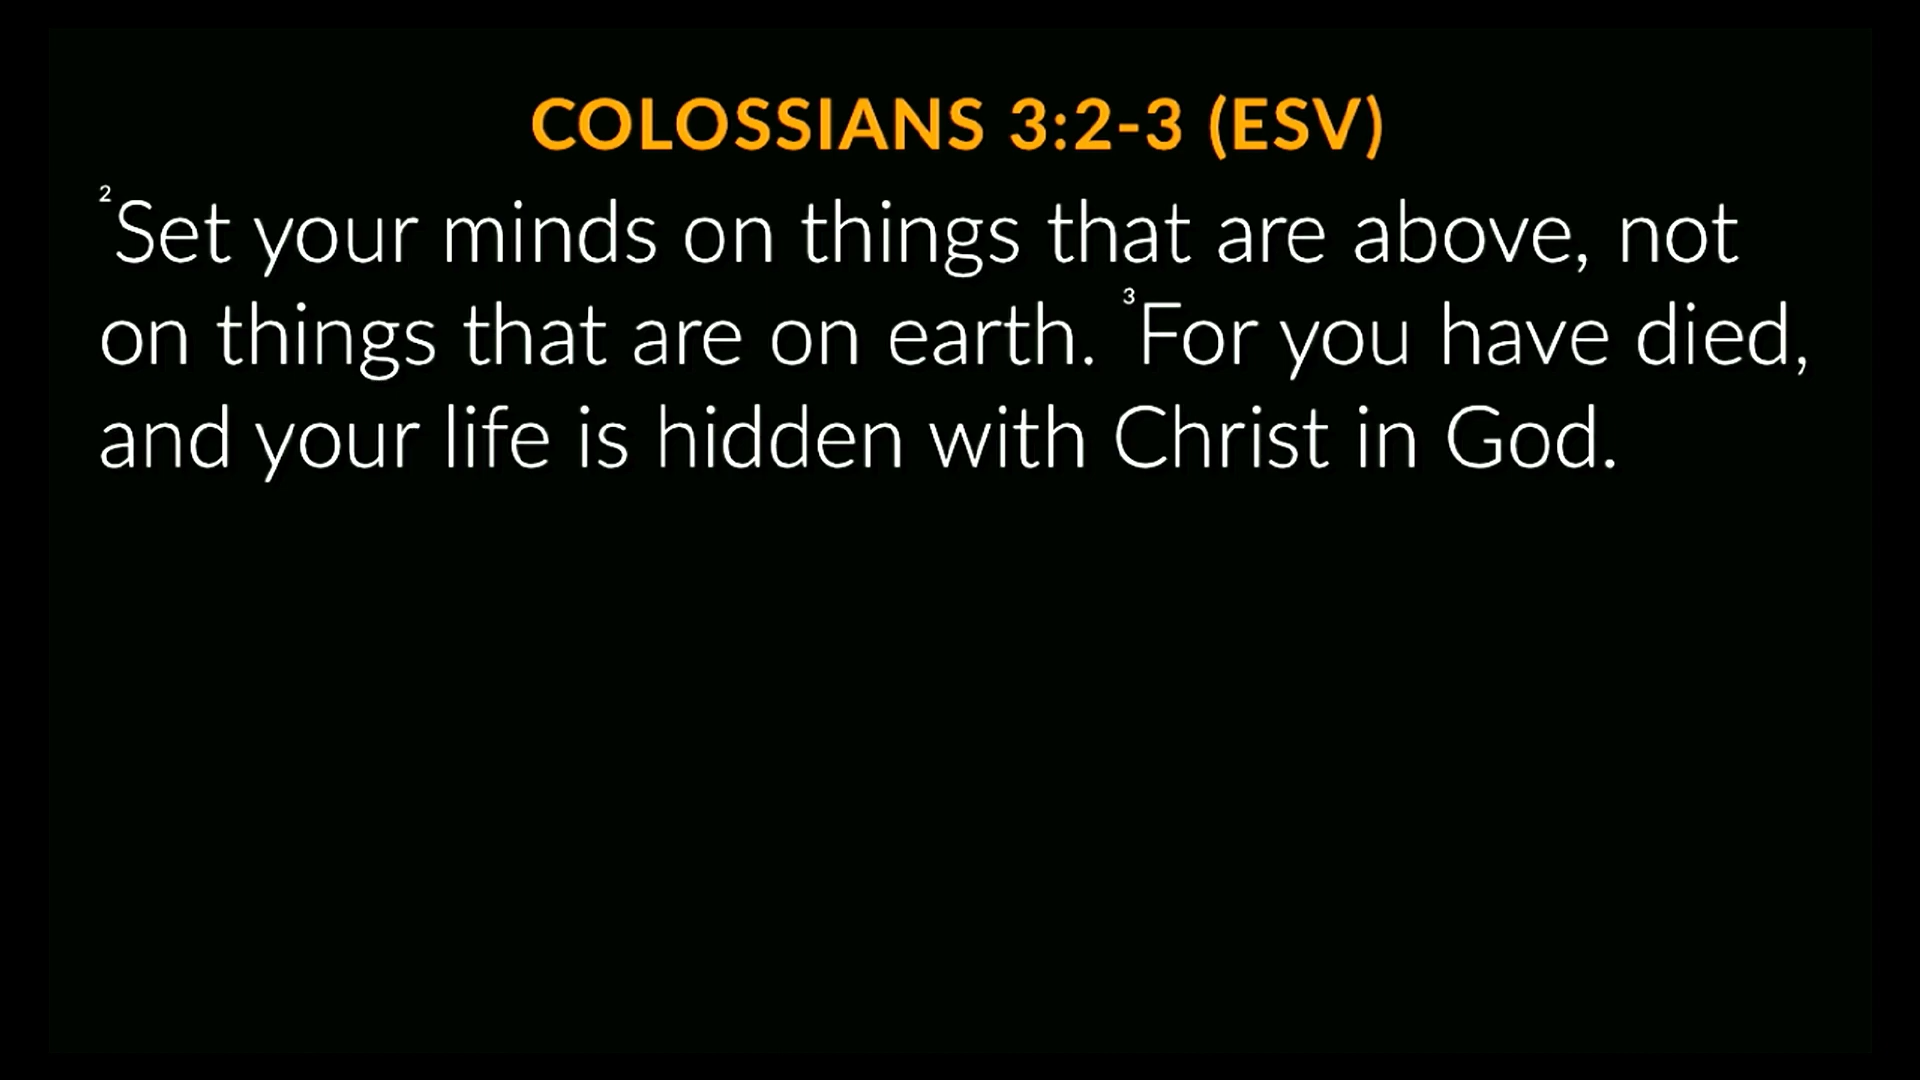 COLOSSIANS 3:2-3 (ESV)
²Set your minds on things that are above, not
on things that are on earth. ³For you have died,
and your life is hidden with Christ in God.